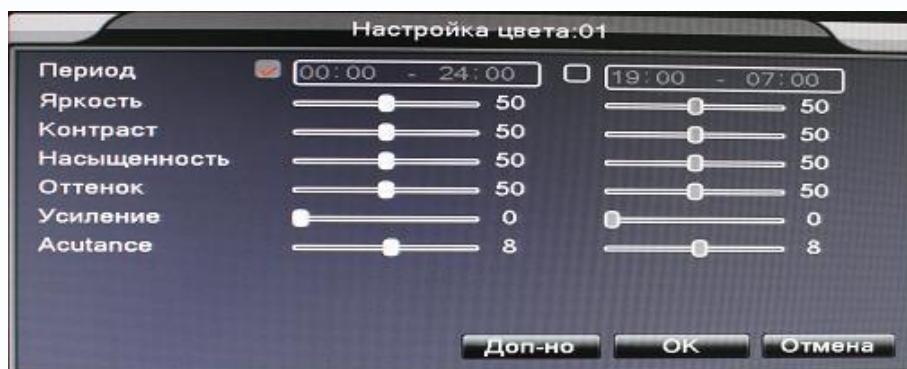 Настройка цвета:01
Период 00:00 - 24:00 19:00 - 07:00
Яркость 50 50
Контраст 50 50
Насыщенность 50 50
Оттенок 50 50
Усиление 0 0
Acutance 8 8
Доп-но ОК Отмена